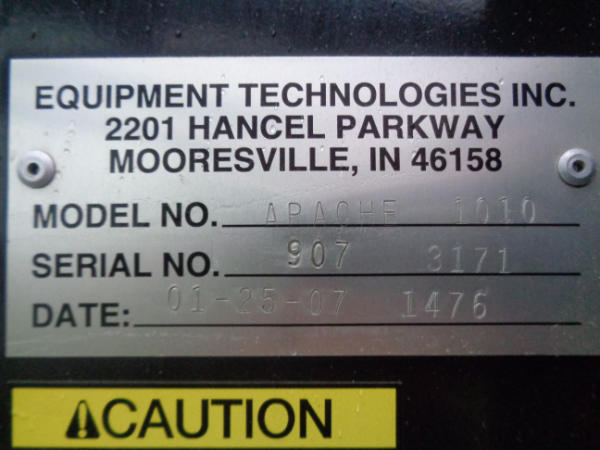 EQUIPMENT TECHNOLOGIES INC.
2201 HANCEL PARKWAY
MOORESVILLE, IN 46158
MODEL NO. APACHE 1010
SERIAL NO. 907 3171
DATE: 01-25-07 1476
CAUTION